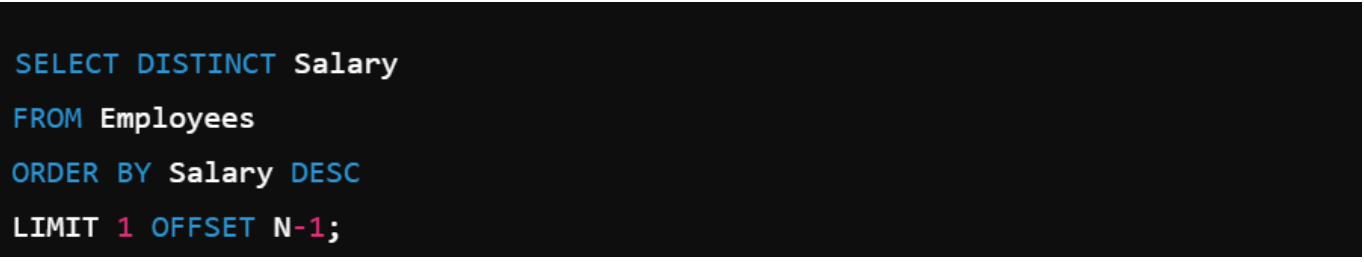 SELECT DISTINCT Salary
FROM Employees
ORDER BY Salary DESC
LIMIT 1 OFFSET N-1;